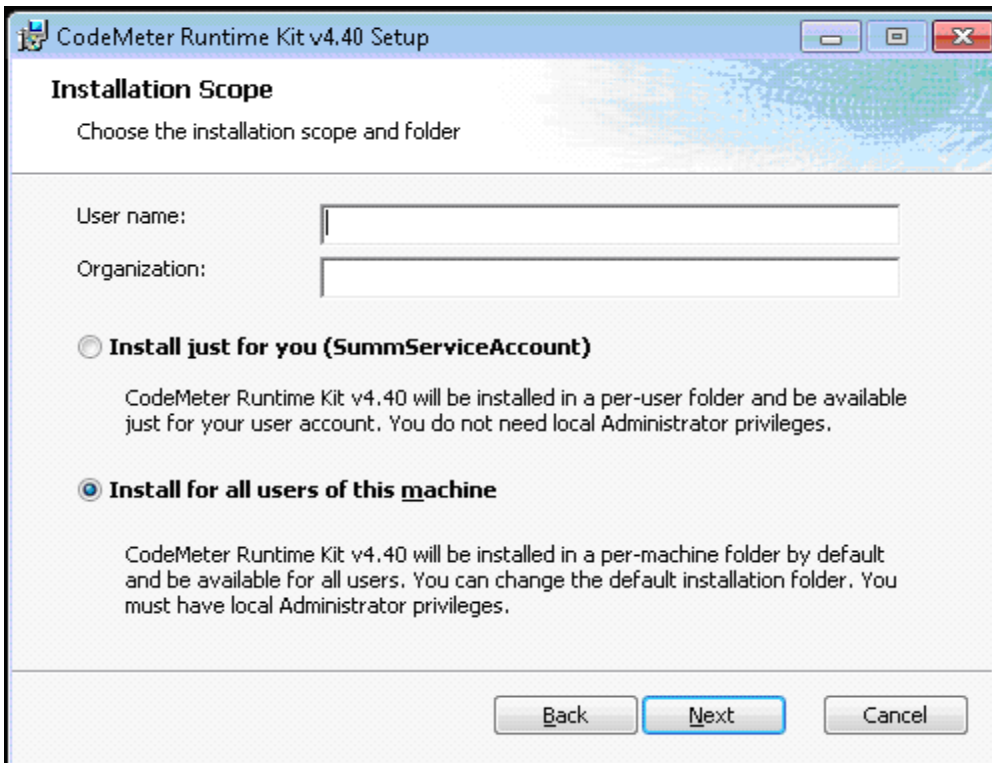 CodeMeter Runtime Kit v4.40 Setup
Installation Scope
Choose the installation scope and folder
User name:
Organization:
Install just for you (SummServiceAccount)
CodeMeter Runtime Kit v4.40 will be installed in a per-user folder and be available
just for your user account. You do not need local Administrator privileges.
Install for all users of this machine
CodeMeter Runtime Kit v4.40 will be installed in a per-machine folder by default
and be available for all users. You can change the default installation folder. You
must have local Administrator privileges.
Back Next Cancel